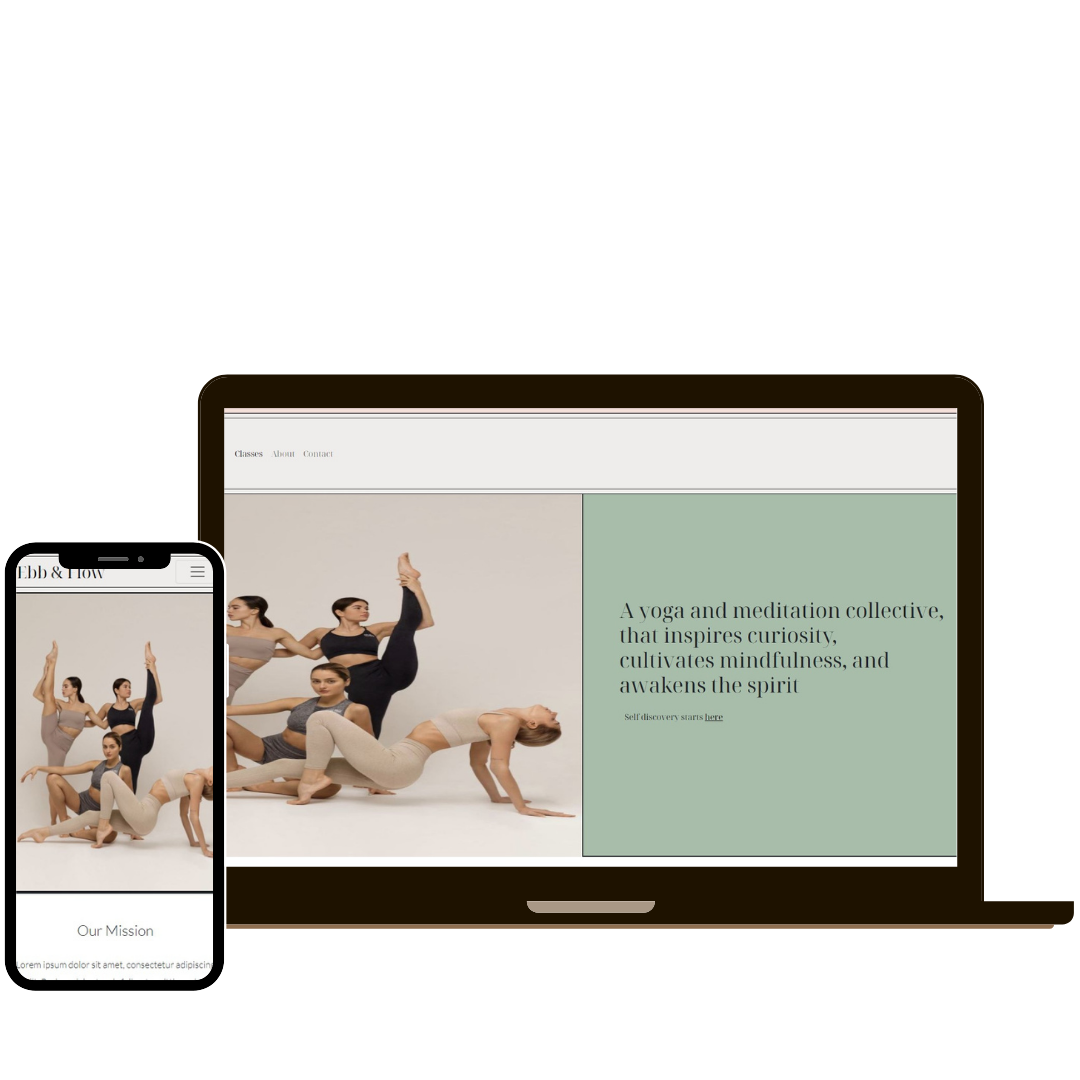 Classes About Contact
A yoga and meditation collective,
that inspires curiosity,
cultivates mindfulness, and
awakens the spirit
Self discovery starts here
Ebb & Flow
Our Mission
Lorem ipsum dolor sit amet, consectetur adipiscing